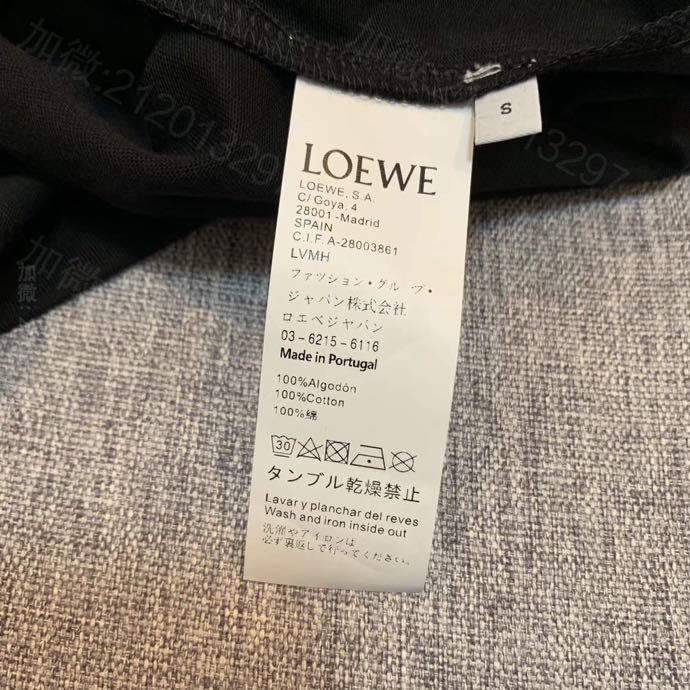 加微:2120132972
加微
S
LOEWE
LOEWE, S.A.
C/ Goya, 4
28001 -Madrid
SPAIN
C.I.F. A-28003861
LVMH
ファツション・グループ・
ジャパン株式会社
ロエベジャパン
03-6215-6116
Made in Portugal
100%Algodón
100%Cotton
100%綿
30
タンブル乾燥禁止
Lavar y planchar del reves
Wash and iron inside out
洗濯やアイロンは
必ず裏返して行ってください。